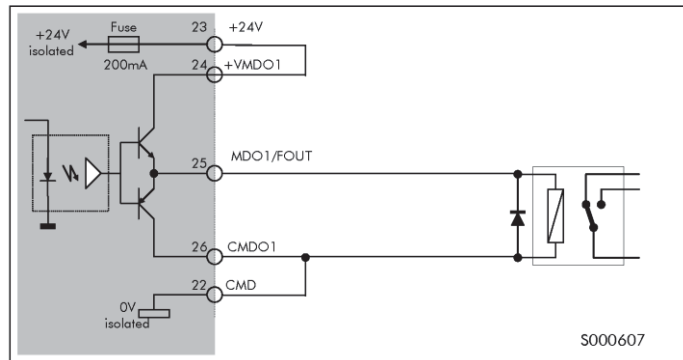 Fuse
23
+24V
+24V
isolated
200mA
24
+VMDO1
25
MDO1/FOUT
26
CMDO1
22
CMD
0V
isolated
S000607